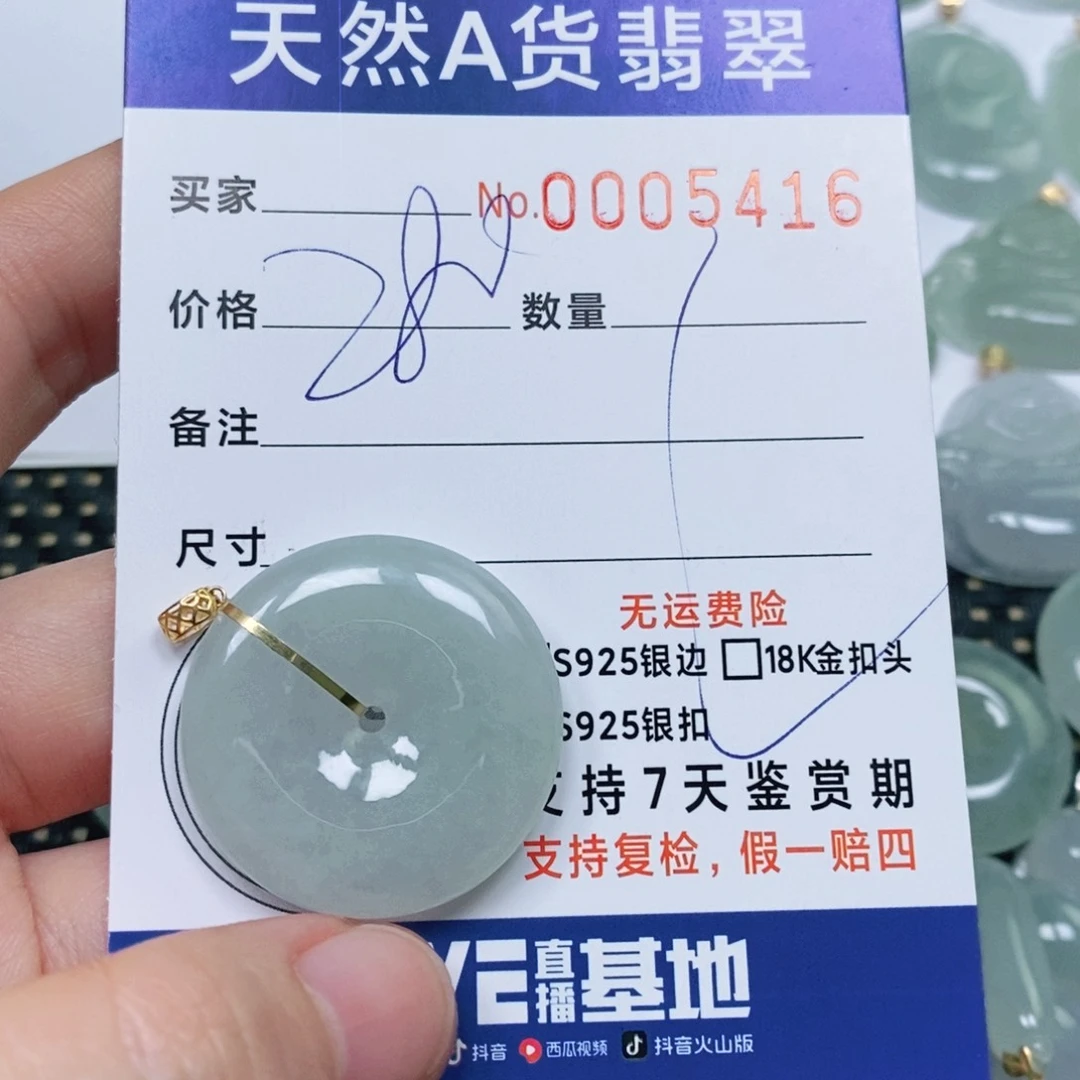 天然A货翡翠
买家 No.0005416
价格 28 数量
备注
尺寸
无运费险
S925银边 □18K金扣头
S925银扣
支持7天鉴赏期
支持复检，假一赔四
VE直播基地
抖音 西瓜视频 抖音火山版